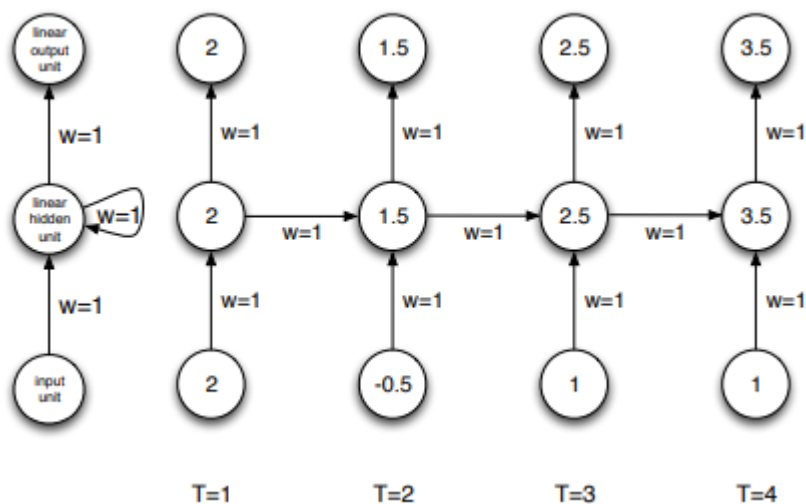 linear
output
unit
2
1.5
2.5
3.5
w=1
w=1
w=1
w=1
w=1
linear
hidden
unit
w=1
2
1.5
2.5
3.5
w=1
w=1
w=1
w=1
w=1
w=1
w=1
w=1
input
unit
2
-0.5
1
1
T=1
T=2
T=3
T=4